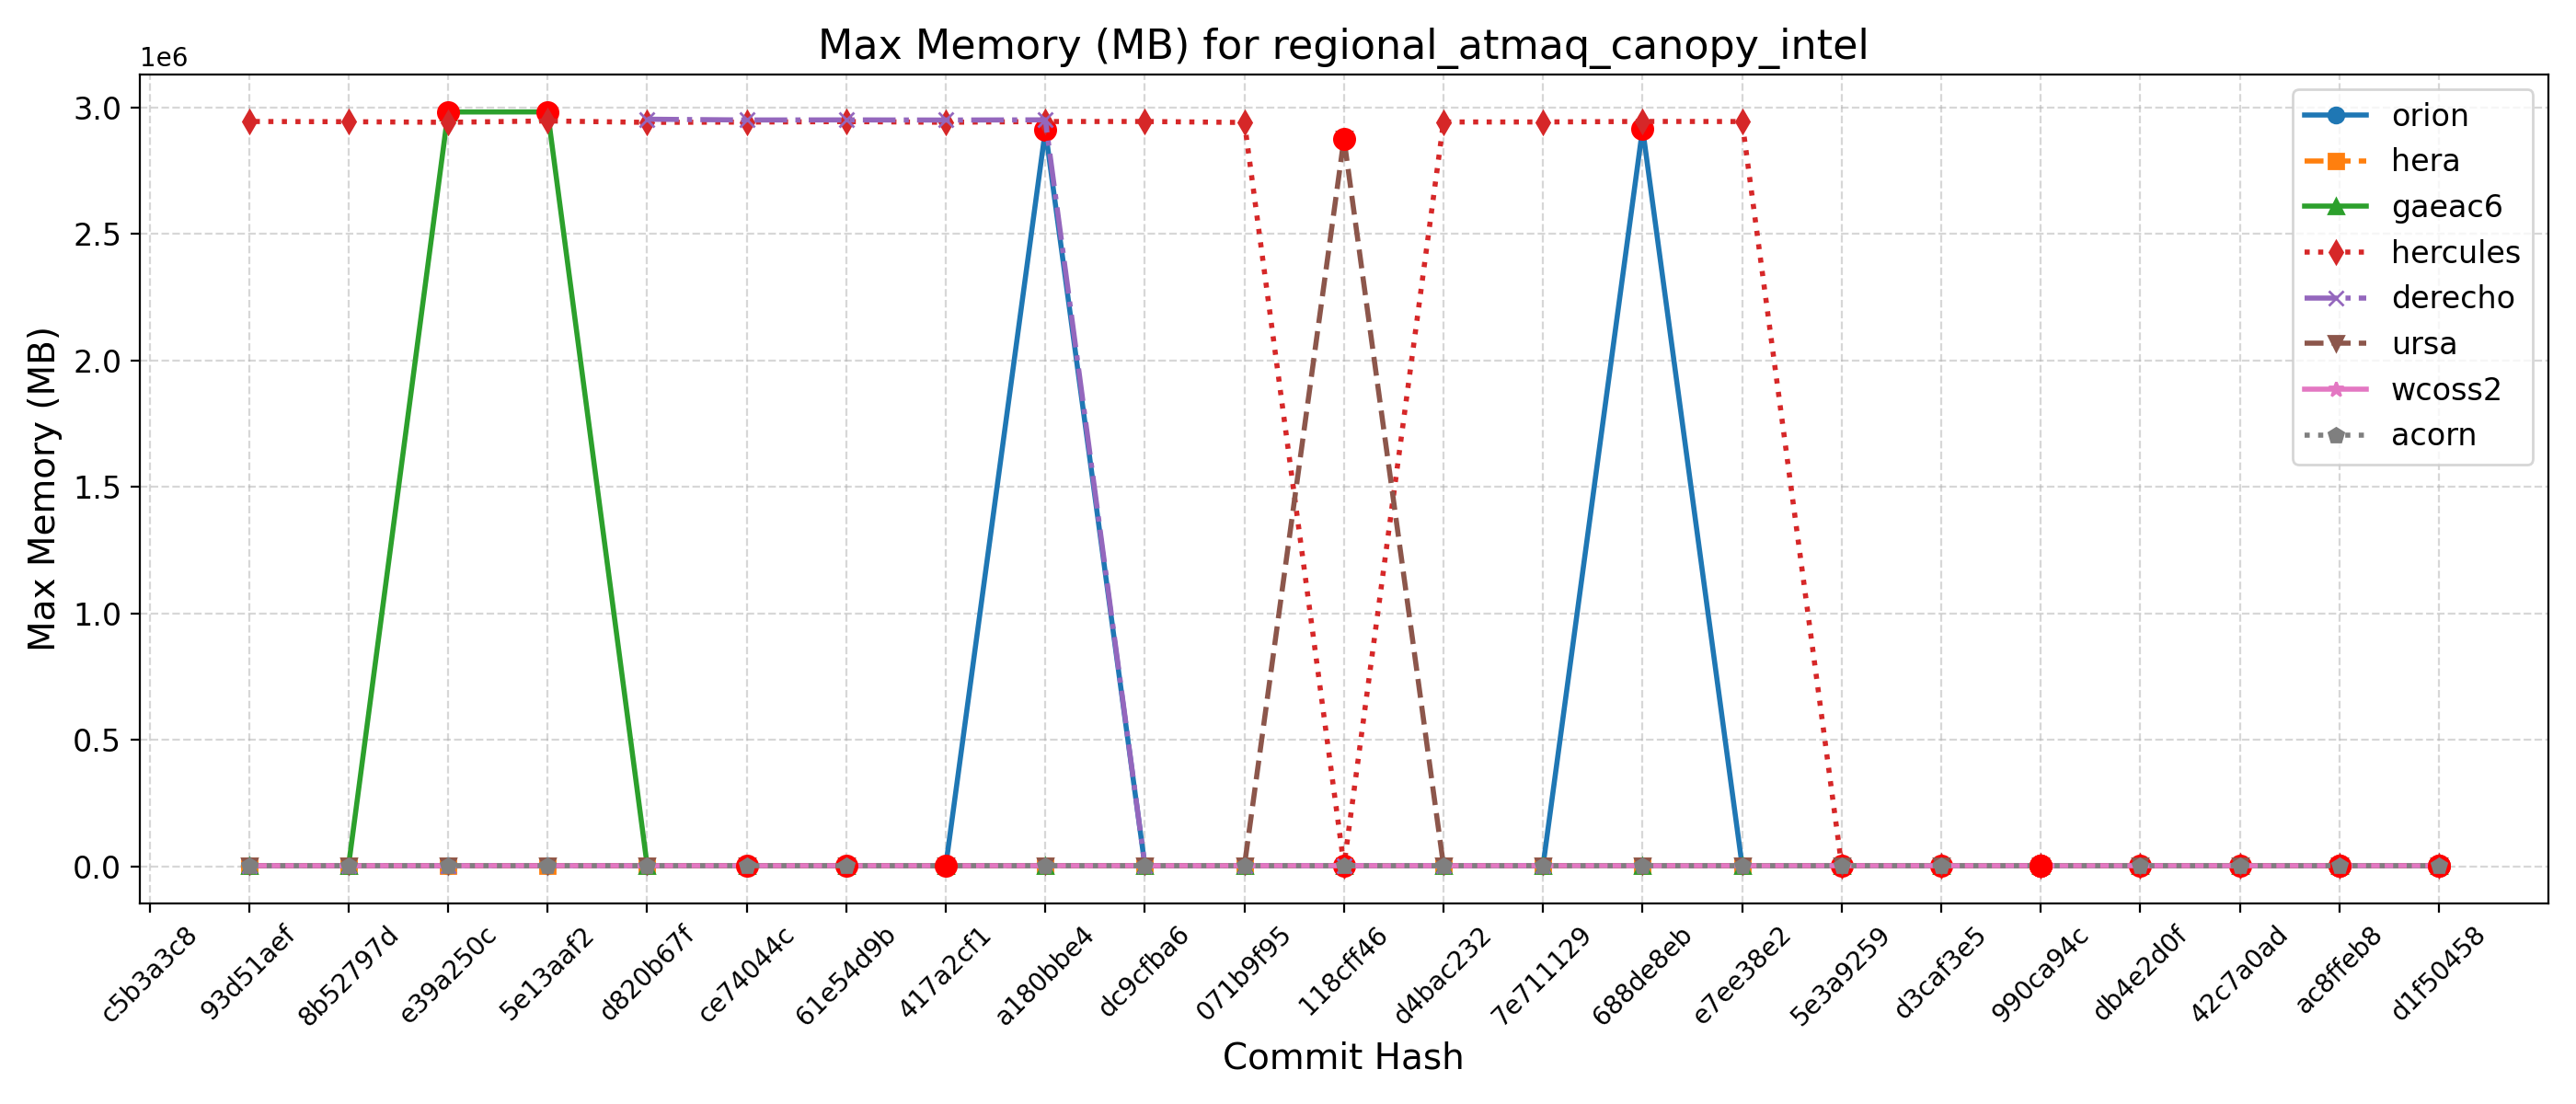 Max Memory (MB) for regional_atmaq_canopy_intel
1e6
3.0
2.5
2.0
1.5
1.0
0.5
0.0
Max Memory (MB)
orion
hera
gaeac6
hercules
derecho
ursa
wcoss2
acorn
c5b3a3c8
93d51aef
8b52797d
e39a250c
5e13aaf2
d820b67f
ce74044c
61e54d9b
417a2cf1
a180bbe4
dc9cfba6
071b9f95
118cff46
d4bac232
7e711129
688de8eb
e7ee38e2
5e3a9259
d3caf3e5
990ca94c
db4e2d0f
42c7a0ad
ac8ffeb8
d1f50458
Commit Hash